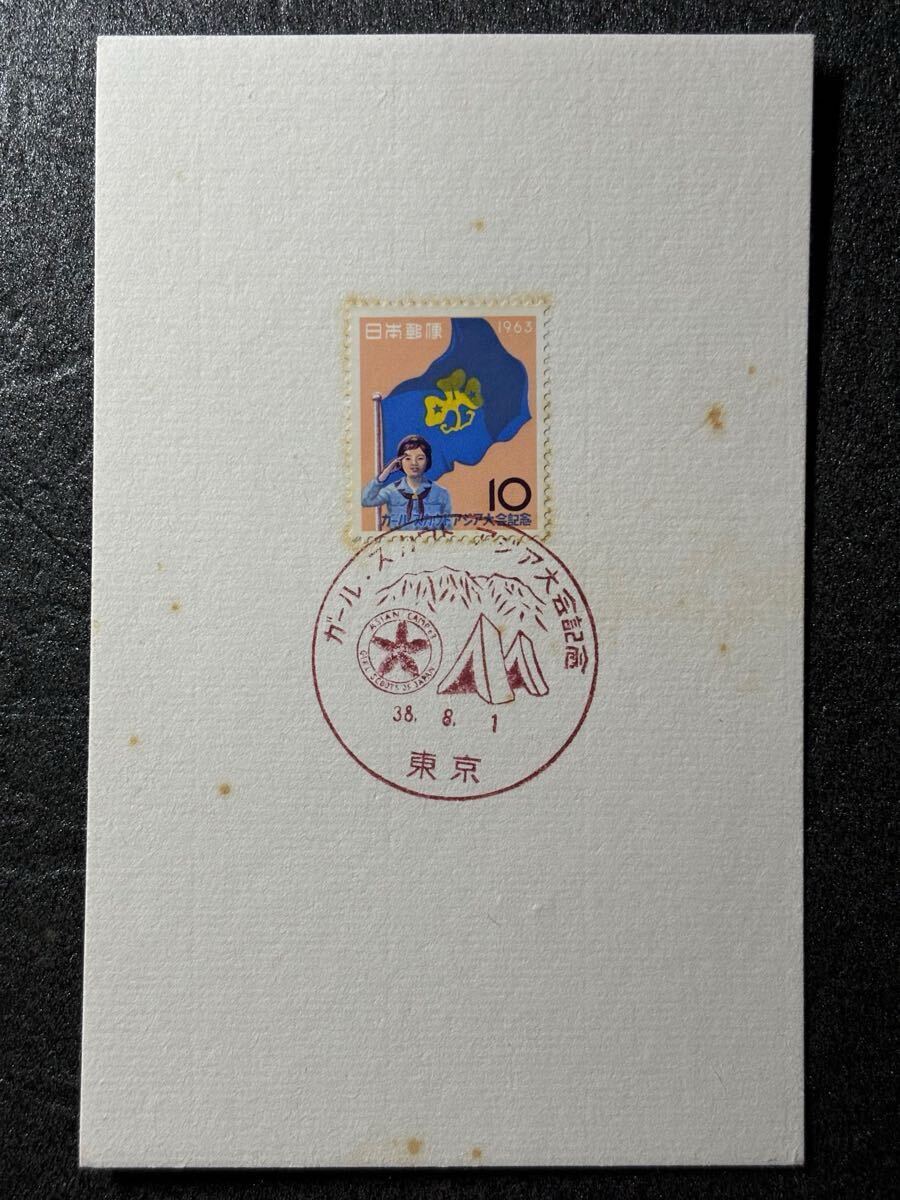 日本郵便 1963
10
ガールスカウトアジア大会記念
ガール・スカウトアジア大会記念
ASIAN CAMP 63
GIRL SCOUTS OF JAPAN
38. 8. 1
東京